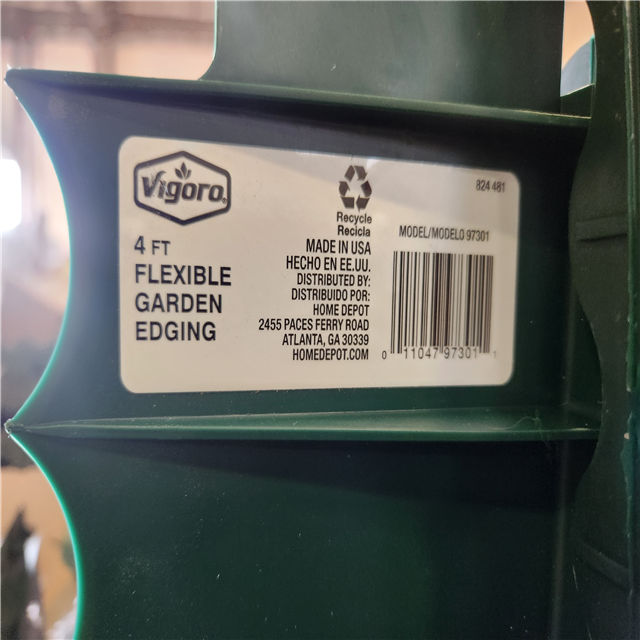 Vigoro
4 FT
FLEXIBLE
GARDEN
EDGING
Recycle
Recicla
MADE IN USA
HECHO EN EE.UU.
DISTRIBUTED BY:
DISTRIBUIDO POR:
HOME DEPOT
2455 PACES FERRY ROAD
ATLANTA, GA 30339
HOMEDEPOT.COM
824 481
MODEL/MODELO 97301
0 11047 97301 1